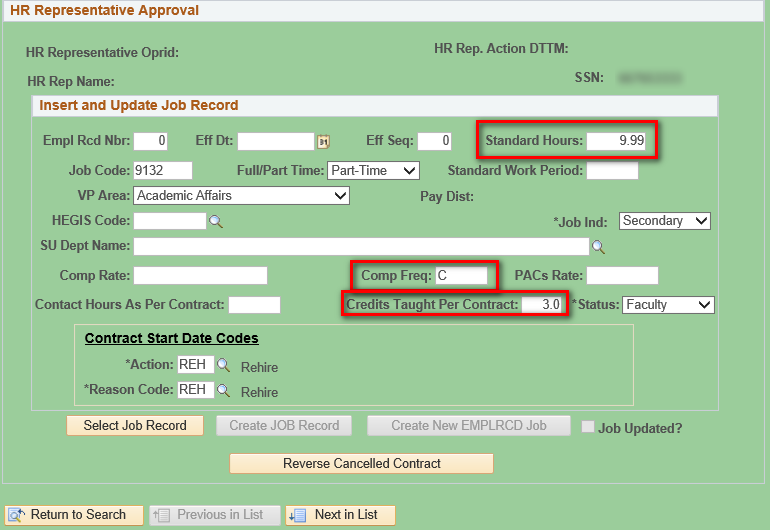 HR Representative Approval
HR Representative Oprid: HR Rep. Action DTTM:
HR Rep Name: SSN:
Insert and Update Job Record
Empl Rcd Nbr: 0 Eff Dt: 31 Eff Seq: 0 Standard Hours: 9.99
Job Code: 9132 Full/Part Time: Part-Time Standard Work Period:
VP Area: Academic Affairs Pay Dist:
HEGIS Code: *Job Ind: Secondary
SU Dept Name:
Comp Rate: Comp Freq: C PACs Rate:
Contact Hours As Per Contract: Credits Taught Per Contract: 3.0 *Status: Faculty
Contract Start Date Codes
*Action: REH Rehire
*Reason Code: REH Rehire
Select Job Record Create JOB Record Create New EMPLRCD Job Job Updated?
Reverse Cancelled Contract
Return to Search Previous in List Next in List